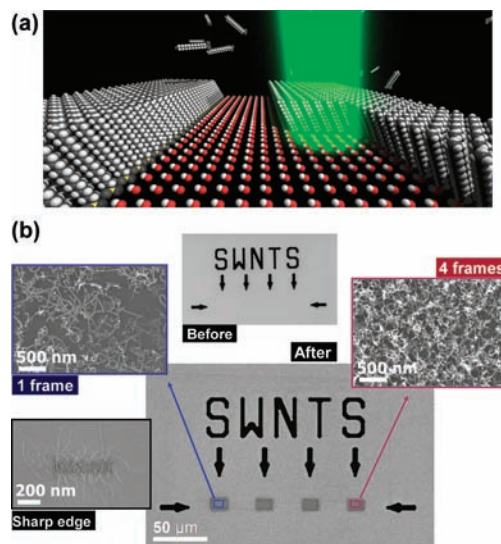 (a)
(b)
SWNTS
4 frames
Before
After
500 nm
500 nm
1 frame
SWNTS
200 nm
Sharp edge
50 μm